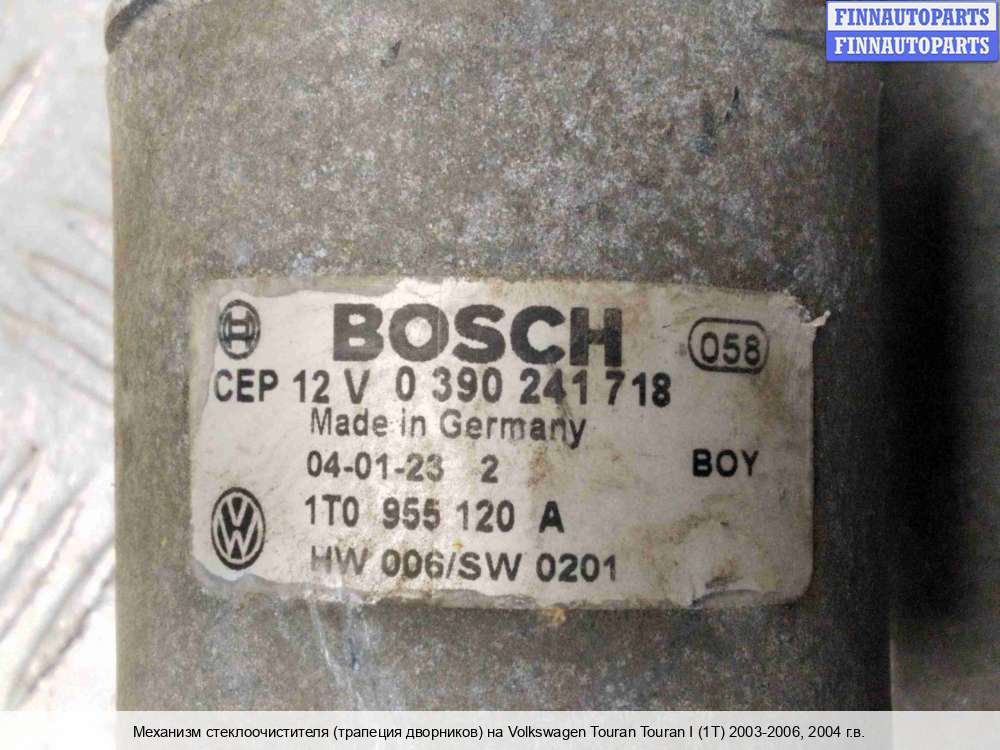 FINNAUTOPARTS
FINNAUTOPARTS
BOSCH 058
CEP 12 V 0 390 241 718
Made in Germany
04-01-23 2 BOY
1T0 955 120 A
HW 006/SW 0201
Механизм стеклоочистителя (трапеция дворников) на Volkswagen Touran Touran I (1T) 2003-2006, 2004 г.в.